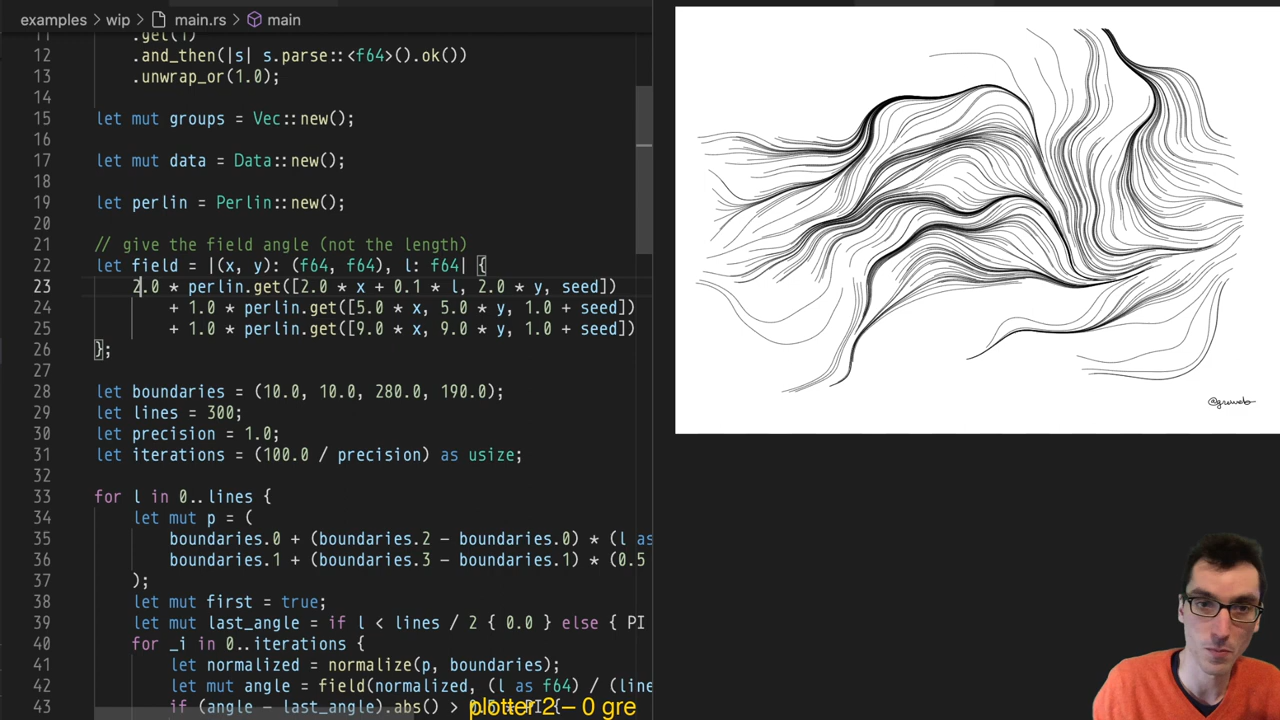 examples › wip › main.rs › main
11 .get(1)
12 .and_then(|s| s.parse::<f64>().ok())
13 .unwrap_or(1.0);
14
15 let mut groups = Vec::new();
16
17 let mut data = Data::new();
18
19 let perlin = Perlin::new();
20
21 // give the field angle (not the length)
22 let field = |(x, y): (f64, f64), l: f64| {
23 2.0 * perlin.get([2.0 * x + 0.1 * l, 2.0 * y, seed])
24 + 1.0 * perlin.get([5.0 * x, 5.0 * y, 1.0 + seed])
25 + 1.0 * perlin.get([9.0 * x, 9.0 * y, 1.0 + seed])
26 };
27
28 let boundaries = (10.0, 10.0, 280.0, 190.0);
29 let lines = 300;
30 let precision = 1.0;
31 let iterations = (100.0 / precision) as usize;
32
33 for l in 0..lines {
34 let mut p = (
35 boundaries.0 + (boundaries.2 - boundaries.0) * (l as
36 boundaries.1 + (boundaries.3 - boundaries.1) * (0.5
37 );
38 let mut first = true;
39 let mut last_angle = if l < lines / 2 { 0.0 } else { PI
40 for _i in 0..iterations {
41 let normalized = normalize(p, boundaries);
42 let mut angle = field(normalized, (l as f64) / (line
43 if (angle - last_angle).abs() > PI {
plotter 2 – 0 gre
@greweb